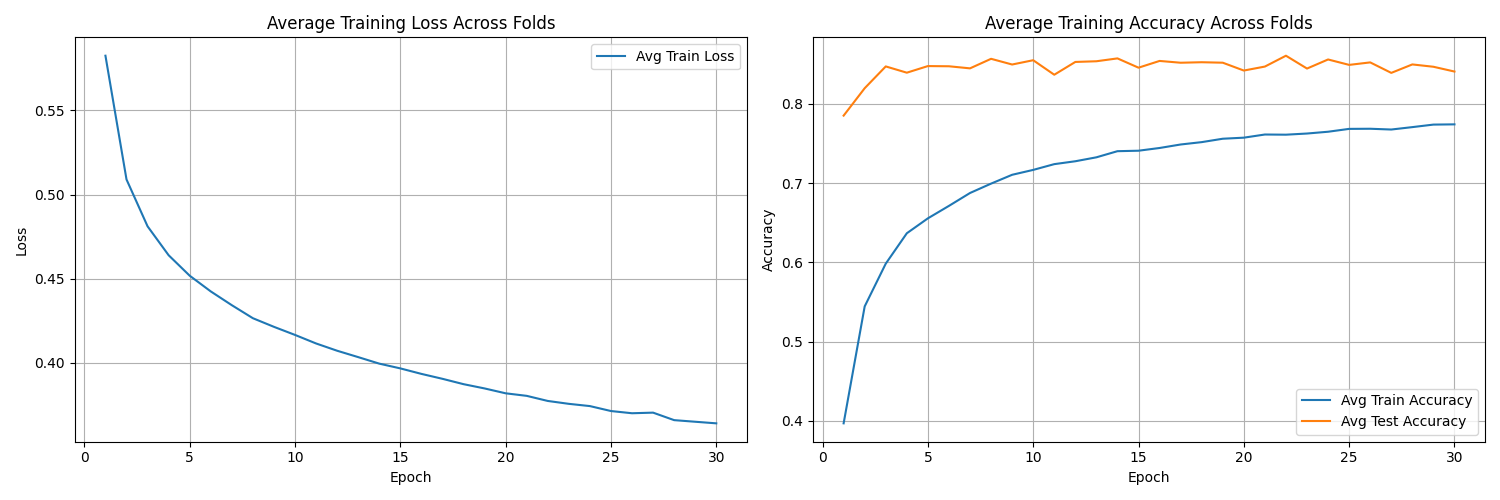 Average Training Loss Across Folds
Avg Train Loss
0.55
0.50
0.45
0.40
Loss
0 5 10 15 20 25 30
Epoch
Average Training Accuracy Across Folds
0.8
0.7
0.6
0.5
0.4
Accuracy
Avg Train Accuracy
Avg Test Accuracy
0 5 10 15 20 25 30
Epoch